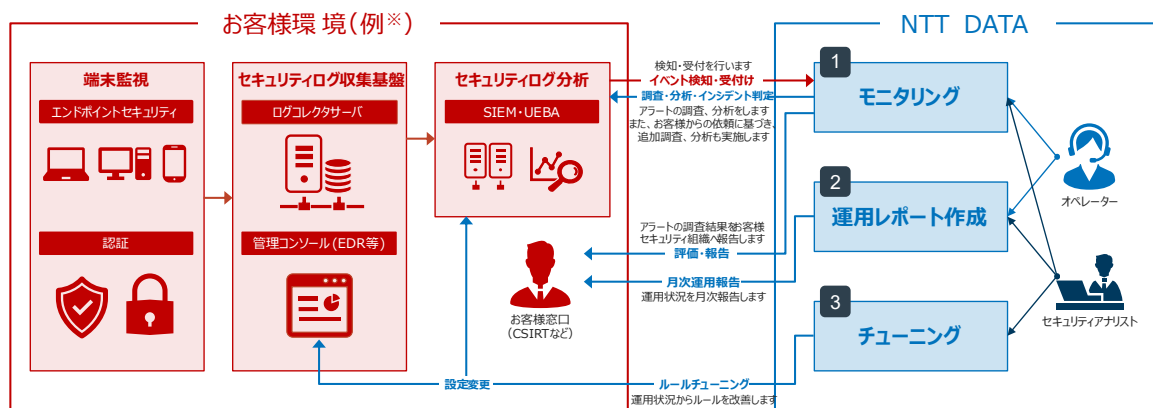 お客様環境(例※)
NTT DATA
端末監視
エンドポイントセキュリティ
認証
セキュリティログ収集基盤
ログコレクタサーバ
管理コンソール(EDR等)
セキュリティログ分析
SIEM・UEBA
お客様窓口
(CSIRTなど)
検知・受付を行います
イベント検知・受付け
調査・分析・インシデント判定
アラートの調査、分析をします
また、お客様からの依頼に基づき、
追加調査、分析も実施します
アラートの調査結果をお客様
セキュリティ組織へ報告します
評価・報告
月次運用報告
運用状況を月次報告します
設定変更
ルールチューニング
運用状況からルールを改善します
1
モニタリング
2
運用レポート作成
3
チューニング
オペレーター
セキュリティアナリスト